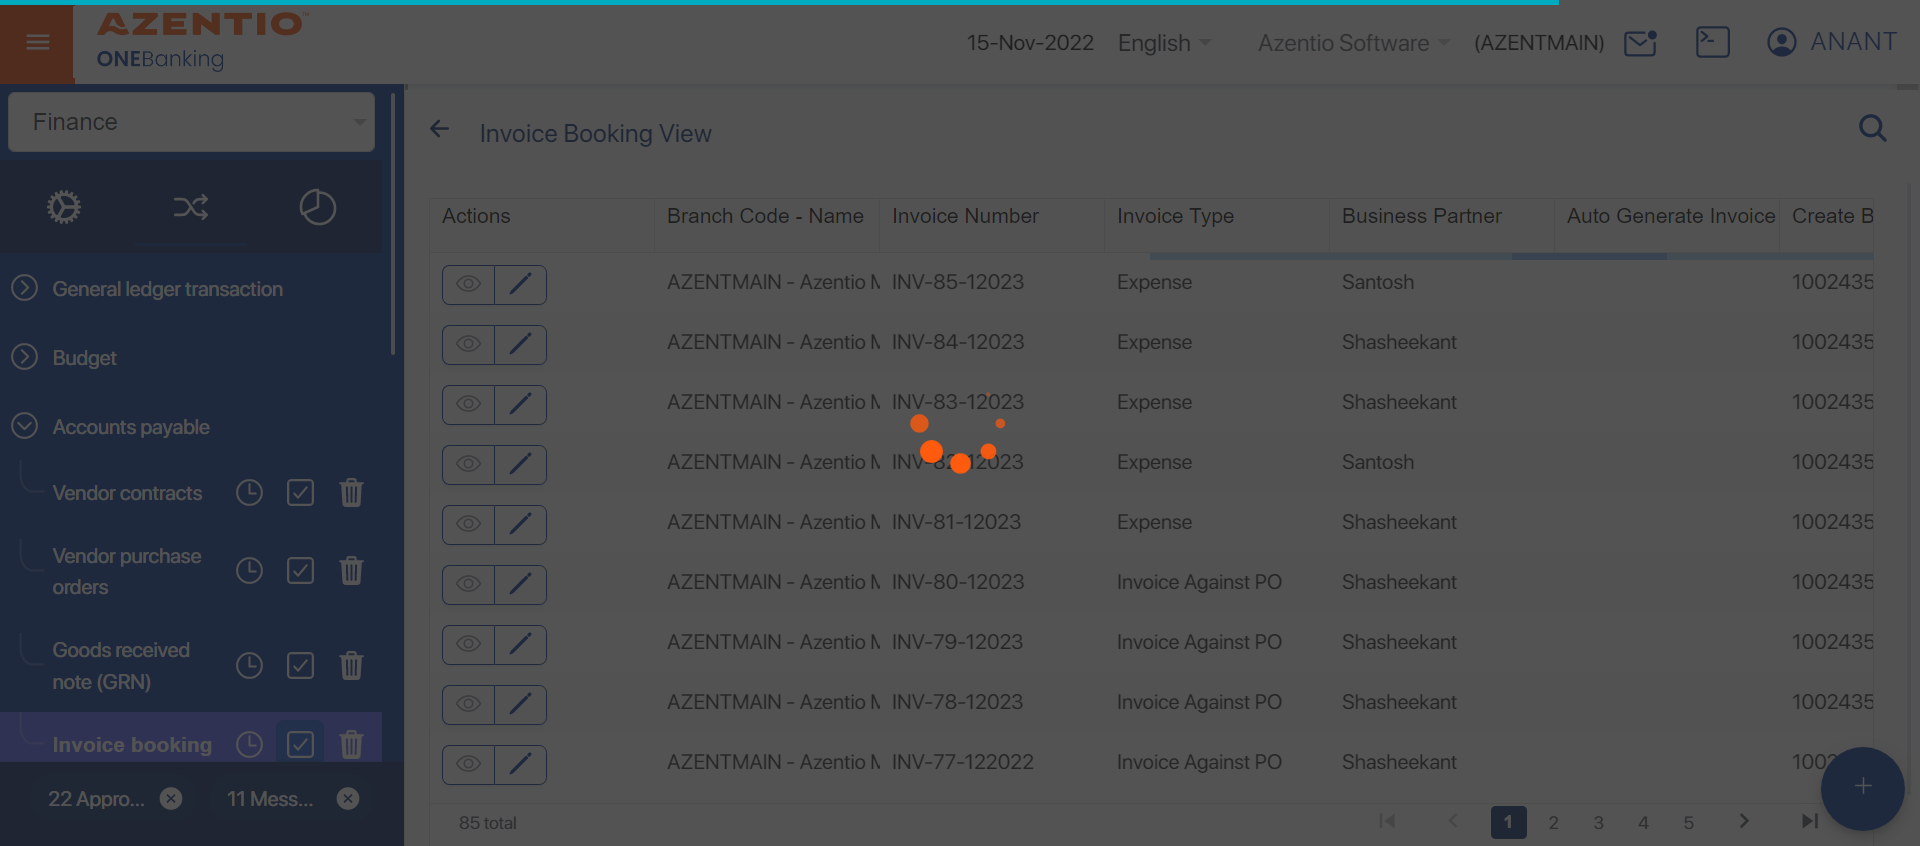 AZENTIO
ONEBanking
15-Nov-2022 English Azentio Software (AZENTMAIN) ANANT
Finance
General ledger transaction
Budget
Accounts payable
Vendor contracts
Vendor purchase
orders
Goods received
note (GRN)
Invoice booking
22 Appro...
11 Mess...
Invoice Booking View
Actions Branch Code - Name Invoice Number Invoice Type Business Partner Auto Generate Invoice Create B
AZENTMAIN - Azentio M INV-85-12023 Expense Santosh 1002435
AZENTMAIN - Azentio M INV-84-12023 Expense Shasheekant 1002435
AZENTMAIN - Azentio M INV-83-12023 Expense Shasheekant 1002435
AZENTMAIN - Azentio M INV-82-12023 Expense Santosh 1002435
AZENTMAIN - Azentio M INV-81-12023 Expense Shasheekant 1002435
AZENTMAIN - Azentio M INV-80-12023 Invoice Against PO Shasheekant 1002435
AZENTMAIN - Azentio M INV-79-12023 Invoice Against PO Shasheekant 1002435
AZENTMAIN - Azentio M INV-78-12023 Invoice Against PO Shasheekant 1002435
AZENTMAIN - Azentio M INV-77-122022 Invoice Against PO Shasheekant
85 total 1 2 3 4 5